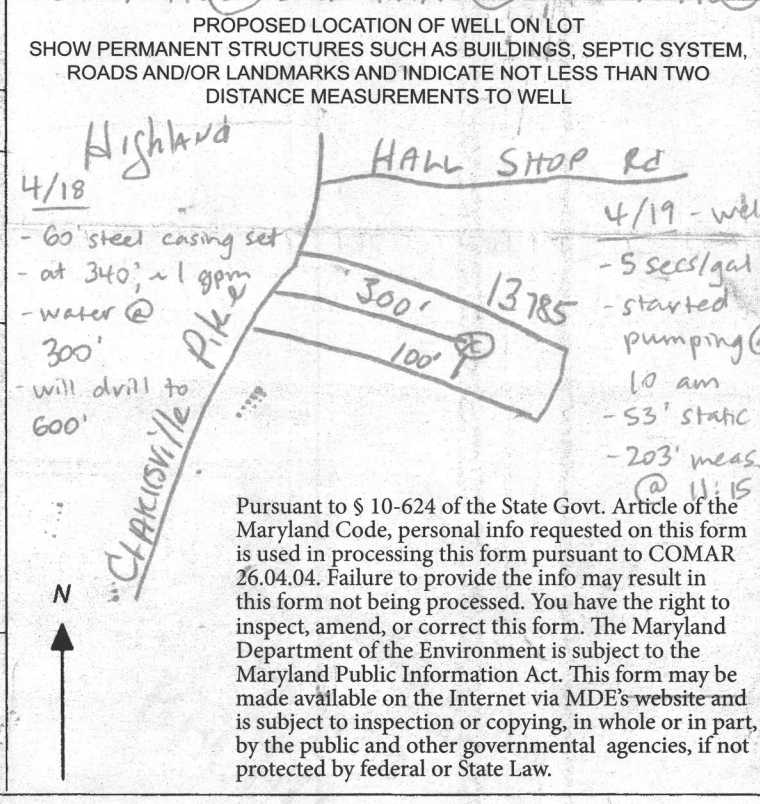 PROPOSED LOCATION OF WELL ON LOT
SHOW PERMANENT STRUCTURES SUCH AS BUILDINGS, SEPTIC SYSTEM,
ROADS AND/OR LANDMARKS AND INDICATE NOT LESS THAN TWO
DISTANCE MEASUREMENTS TO WELL
Highland
HALL SHOP Rd
4/18
- 60' steel casing set
- at 340', ~ 1 gpm
- water @
300'
- will drill to
600'
Clarksville Pike
300'
100'
13785
4/19 - wel
- 5 secs/gal
- started
pumping @
10 am
- 53' static
- 203' meas
@ 11:15
N
Pursuant to § 10-624 of the State Govt. Article of the
Maryland Code, personal info requested on this form
is used in processing this form pursuant to COMAR
26.04.04. Failure to provide the info may result in
this form not being processed. You have the right to
inspect, amend, or correct this form. The Maryland
Department of the Environment is subject to the
Maryland Public Information Act. This form may be
made available on the Internet via MDE's website and
is subject to inspection or copying, in whole or in part,
by the public and other governmental agencies, if not
protected by federal or State Law.